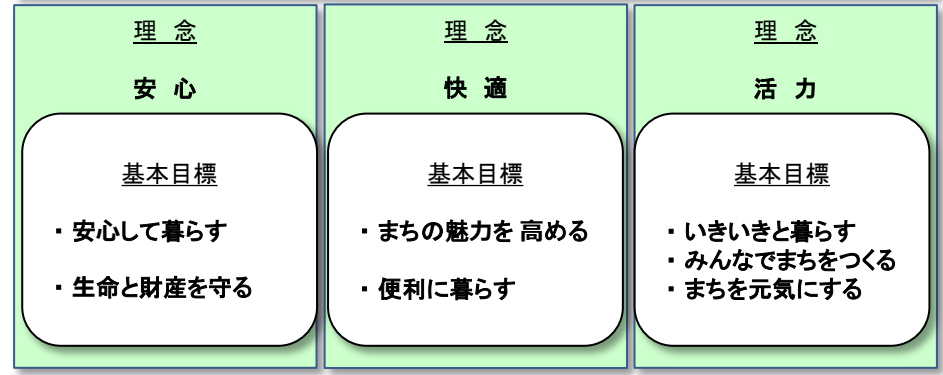 理 念
安 心
基本目標
・ 安心して暮らす
・ 生命と財産を守る
理 念
快 適
基本目標
・ まちの魅力を 高める
・ 便利に暮らす
理 念
活 力
基本目標
・ いきいきと暮らす
・ みんなでまちをつくる
・ まちを元気にする